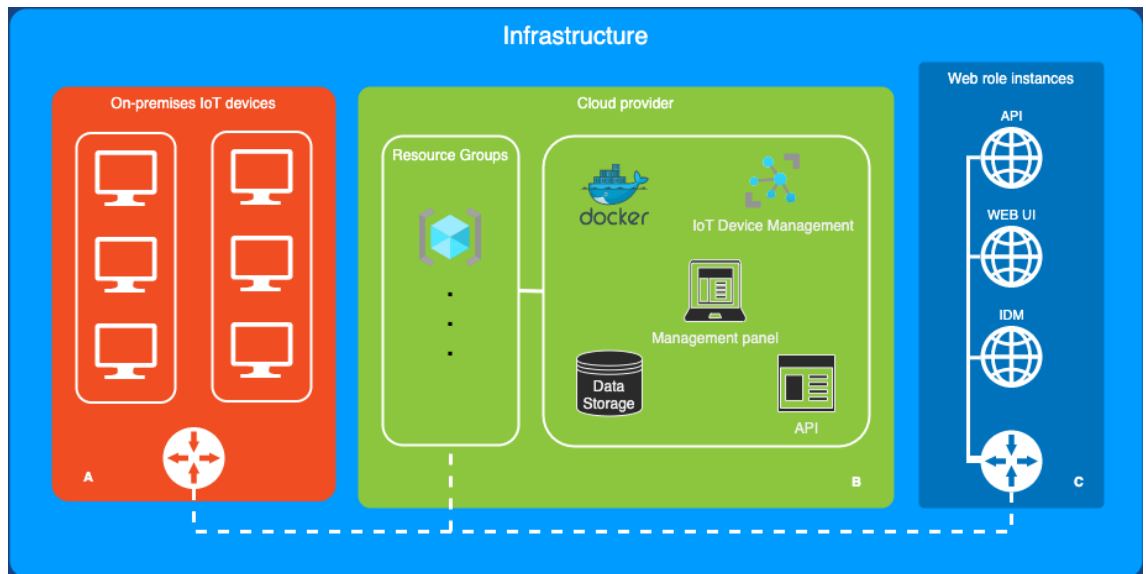 Infrastructure
On-premises IoT devices
A
Cloud provider
Resource Groups
docker
IoT Device Management
Management panel
Data
Storage
API
B
Web role instances
API
WEB UI
IDM
C